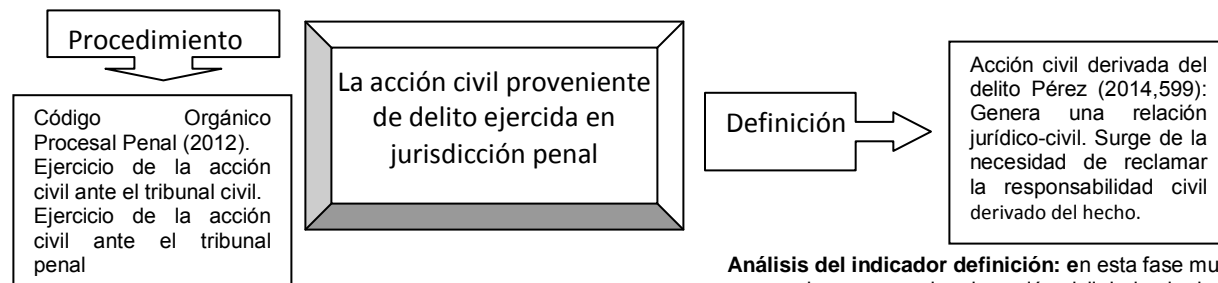 Procedimiento
Código Orgánico
Procesal Penal (2012).
Ejercicio de la acción
civil ante el tribunal civil.
Ejercicio de la acción
civil ante el tribunal
penal
La acción civil proveniente
de delito ejercida en
jurisdicción penal
Definición
Acción civil derivada del
delito Pérez (2014,599):
Genera una relación
jurídico-civil. Surge de la
necesidad de reclamar
la responsabilidad civil
derivado del hecho.
Análisis del indicador definición: en esta fase mu